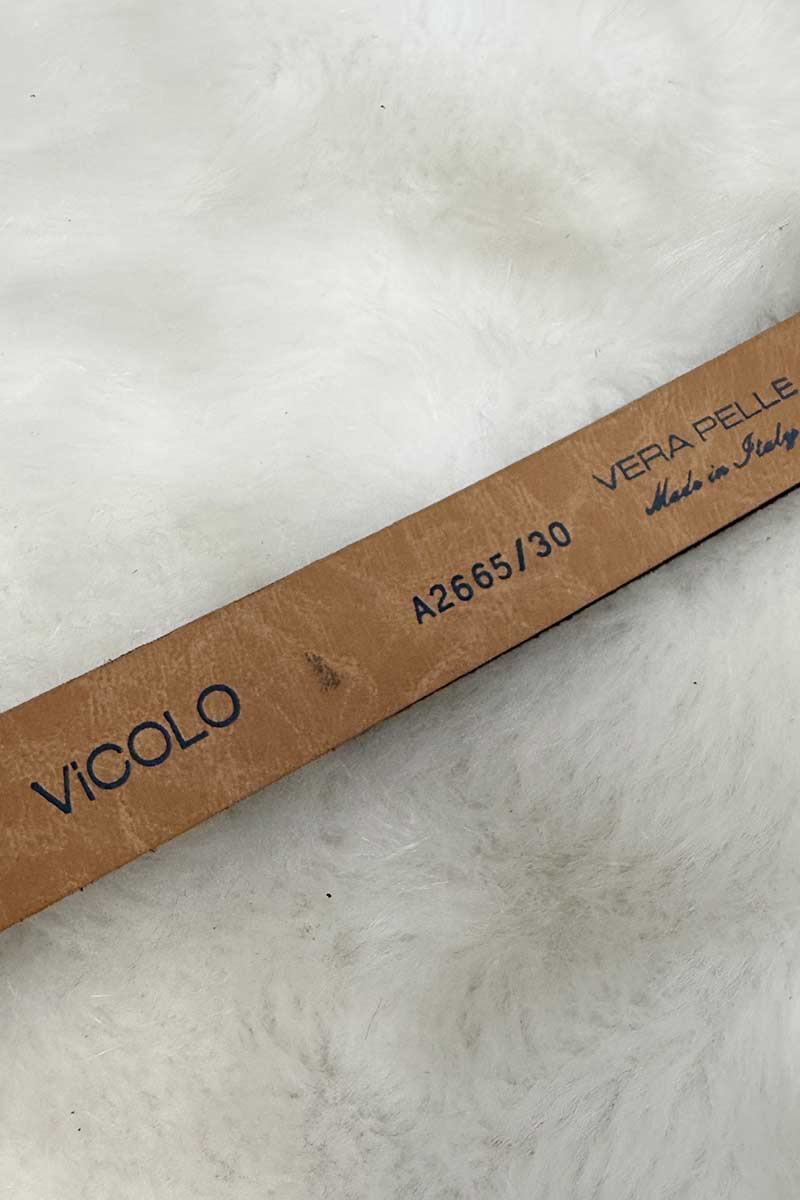 ViCOLO
A2665/30
VERA PELLE
Made in Italy